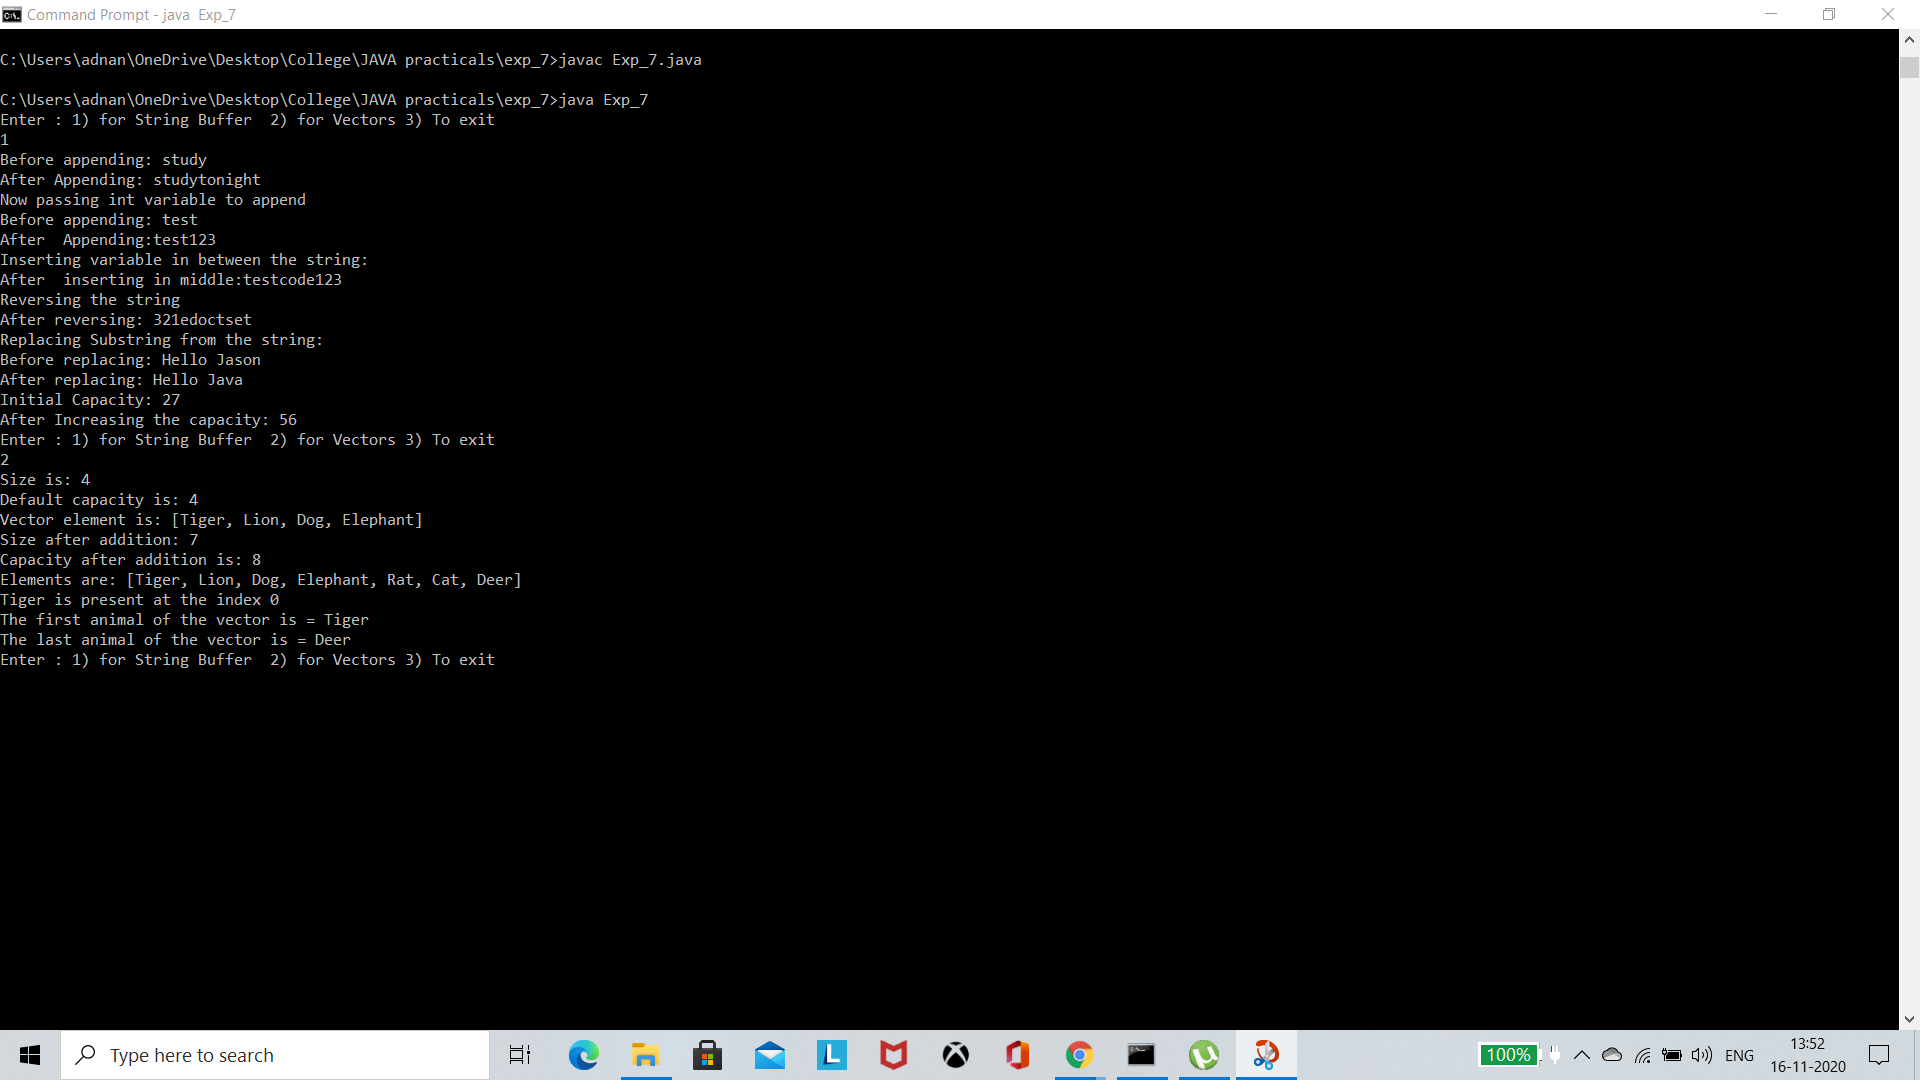 Command Prompt - java  Exp_7
C:\Users\adnan\OneDrive\Desktop\College\JAVA practicals\exp_7>javac Exp_7.java
C:\Users\adnan\OneDrive\Desktop\College\JAVA practicals\exp_7>java Exp_7
Enter : 1) for String Buffer  2) for Vectors 3) To exit
1
Before appending: study
After Appending: studytonight
Now passing int variable to append
Before appending: test
After  Appending:test123
Inserting variable in between the string:
After  inserting in middle:testcode123
Reversing the string
After reversing: 321edoctset
Replacing Substring from the string:
Before replacing: Hello Jason
After replacing: Hello Java
Initial Capacity: 27
After Increasing the capacity: 56
Enter : 1) for String Buffer  2) for Vectors 3) To exit
2
Size is: 4
Default capacity is: 4
Vector element is: [Tiger, Lion, Dog, Elephant]
Size after addition: 7
Capacity after addition is: 8
Elements are: [Tiger, Lion, Dog, Elephant, Rat, Cat, Deer]
Tiger is present at the index 0
The first animal of the vector is = Tiger
The last animal of the vector is = Deer
Enter : 1) for String Buffer  2) for Vectors 3) To exit
Type here to search
L
100%
ENG
13:52
16-11-2020